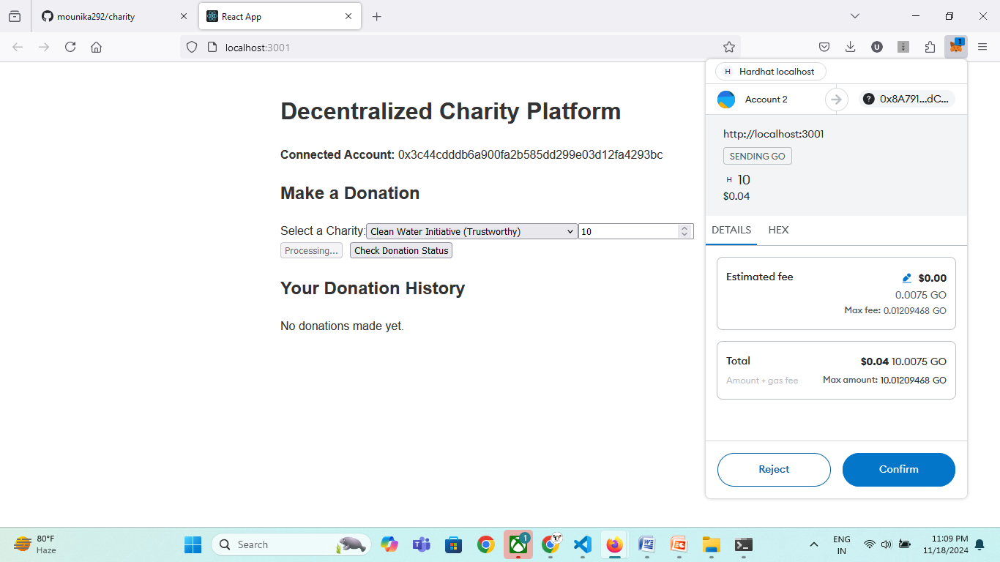 mounika292/charity
React App
localhost:3001
U
1
Decentralized Charity Platform
Connected Account: 0x3c44cdddb6a900fa2b585dd299e03d12fa4293bc
Make a Donation
Select a Charity: Clean Water Initiative (Trustworthy) 10
Processing... Check Donation Status
Your Donation History
No donations made yet.
H Hardhat localhost
Account 2 ? 0x8A791...dC...
http://localhost:3001
SENDING GO
H 10
$0.04
DETAILS HEX
Estimated fee $0.00
0.0075 GO
Max fee: 0.01209468 GO
Total $0.04 10.0075 GO
Amount + gas fee Max amount: 10.01209468 GO
Reject Confirm
80°F
Haze
Search
1
ENG
IN
11:09 PM
11/18/2024